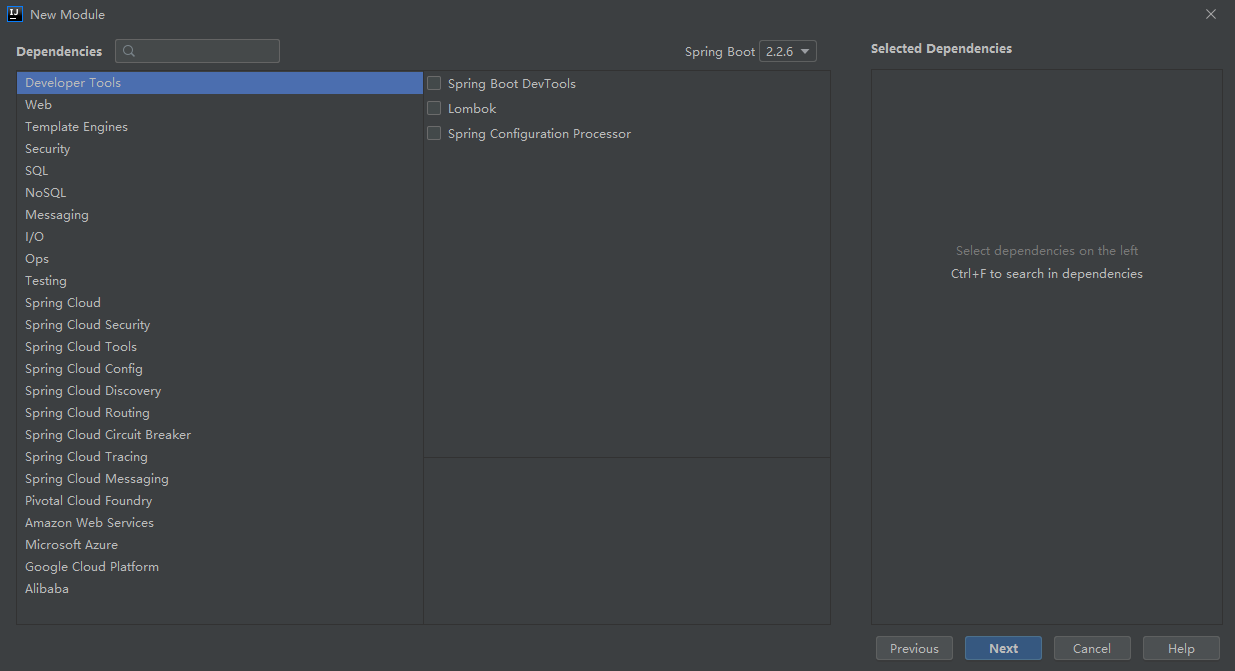 New Module
Dependencies
Spring Boot 2.2.6
Selected Dependencies
Developer Tools
Web
Template Engines
Security
SQL
NoSQL
Messaging
I/O
Ops
Testing
Spring Cloud
Spring Cloud Security
Spring Cloud Tools
Spring Cloud Config
Spring Cloud Discovery
Spring Cloud Routing
Spring Cloud Circuit Breaker
Spring Cloud Tracing
Spring Cloud Messaging
Pivotal Cloud Foundry
Amazon Web Services
Microsoft Azure
Google Cloud Platform
Alibaba
Spring Boot DevTools
Lombok
Spring Configuration Processor
Select dependencies on the left
Ctrl+F to search in dependencies
Previous
Next
Cancel
Help